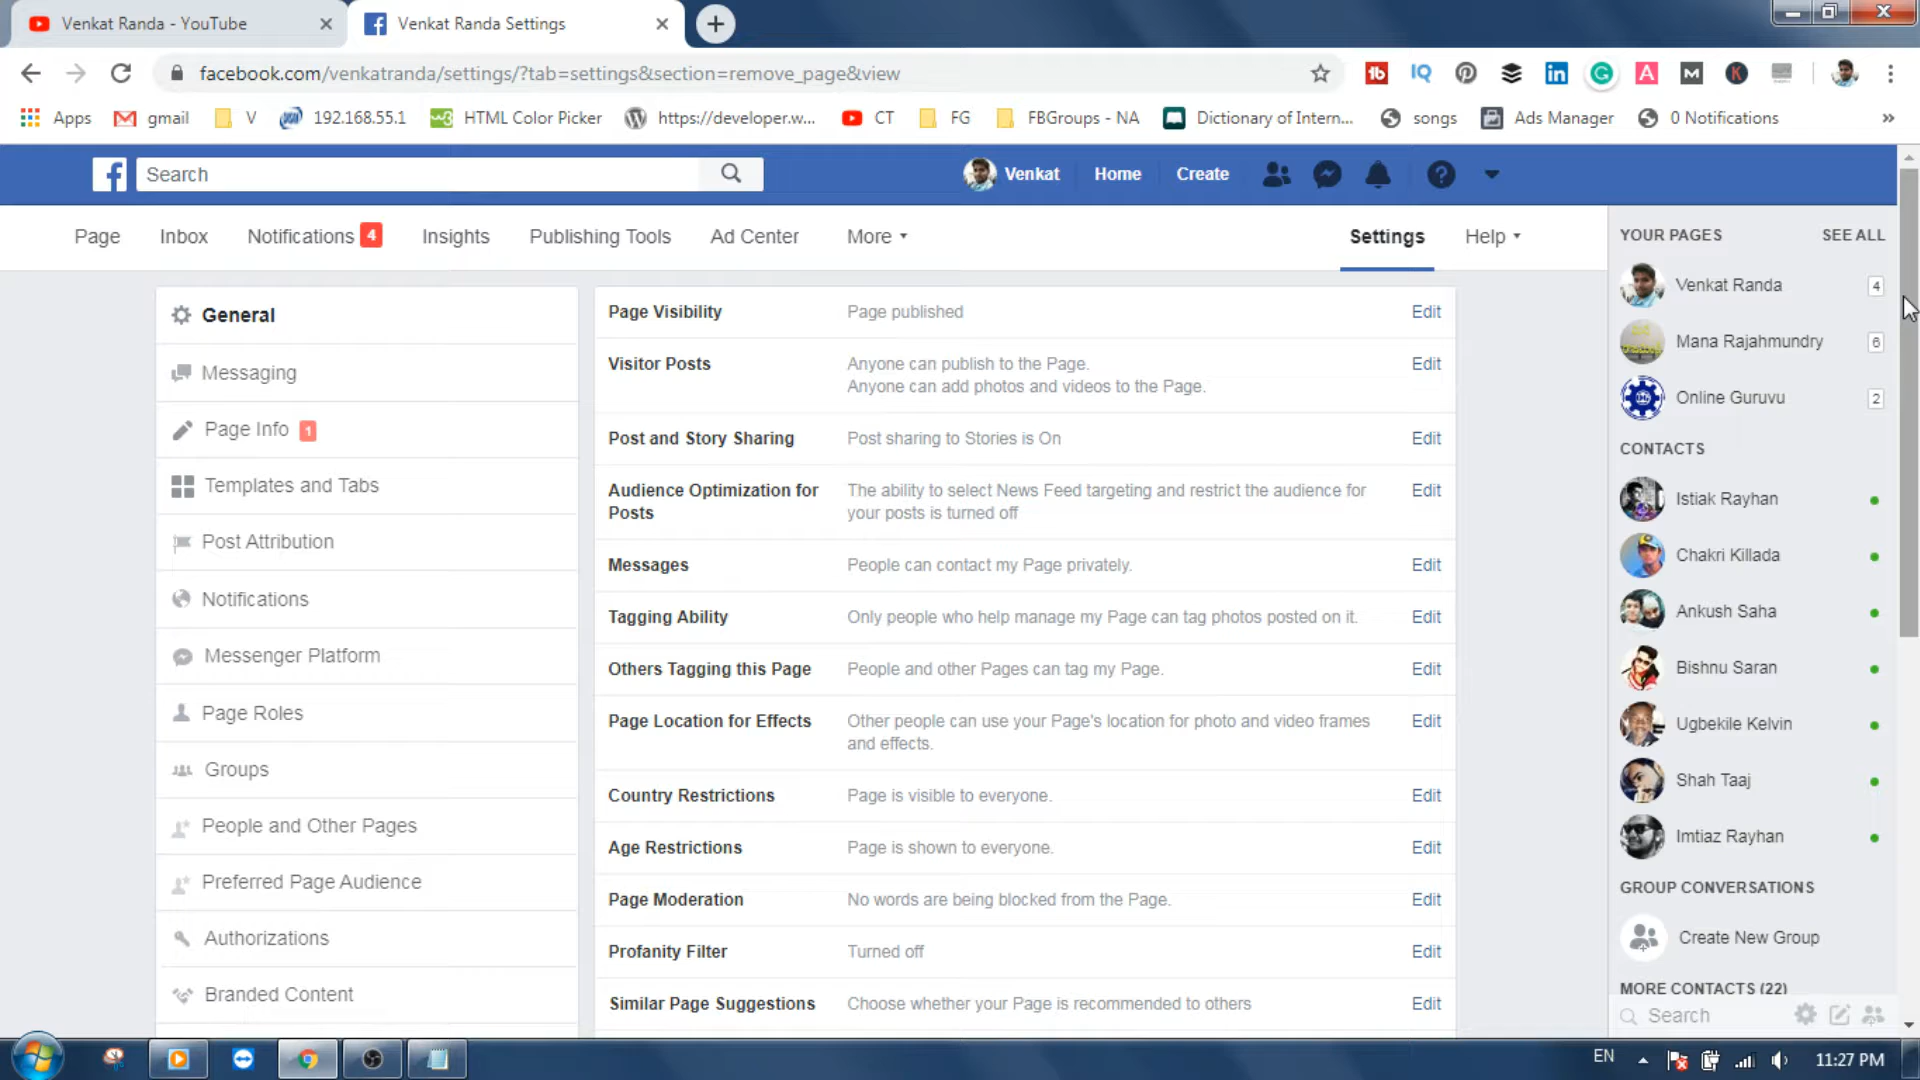 Venkat Randa - YouTube
Venkat Randa Settings
facebook.com/venkatranda/settings/?tab=settings&section=remove_page&view
Apps gmail V 192.168.55.1 HTML Color Picker https://developer.w... CT FG FBGroups - NA Dictionary of Intern... songs Ads Manager 0 Notifications »
Search
Venkat Home Create
Page Inbox Notifications 4 Insights Publishing Tools Ad Center More Settings Help
General
Messaging
Page Info 1
Templates and Tabs
Post Attribution
Notifications
Messenger Platform
Page Roles
Groups
People and Other Pages
Preferred Page Audience
Authorizations
Branded Content
Page Visibility Page published Edit
Visitor Posts Anyone can publish to the Page. Edit
Anyone can add photos and videos to the Page.
Post and Story Sharing Post sharing to Stories is On Edit
Audience Optimization for The ability to select News Feed targeting and restrict the audience for Edit
Posts your posts is turned off
Messages People can contact my Page privately. Edit
Tagging Ability Only people who help manage my Page can tag photos posted on it. Edit
Others Tagging this Page People and other Pages can tag my Page. Edit
Page Location for Effects Other people can use your Page's location for photo and video frames Edit
and effects.
Country Restrictions Page is visible to everyone. Edit
Age Restrictions Page is shown to everyone. Edit
Page Moderation No words are being blocked from the Page. Edit
Profanity Filter Turned off Edit
Similar Page Suggestions Choose whether your Page is recommended to others Edit
YOUR PAGES SEE ALL
Venkat Randa 4
Mana Rajahmundry 6
Online Guruvu 2
CONTACTS
Istiak Rayhan
Chakri Killada
Ankush Saha
Bishnu Saran
Ugbekile Kelvin
Shah Taaj
Imtiaz Rayhan
GROUP CONVERSATIONS
Create New Group
MORE CONTACTS (22)
Search
EN 11:27 PM